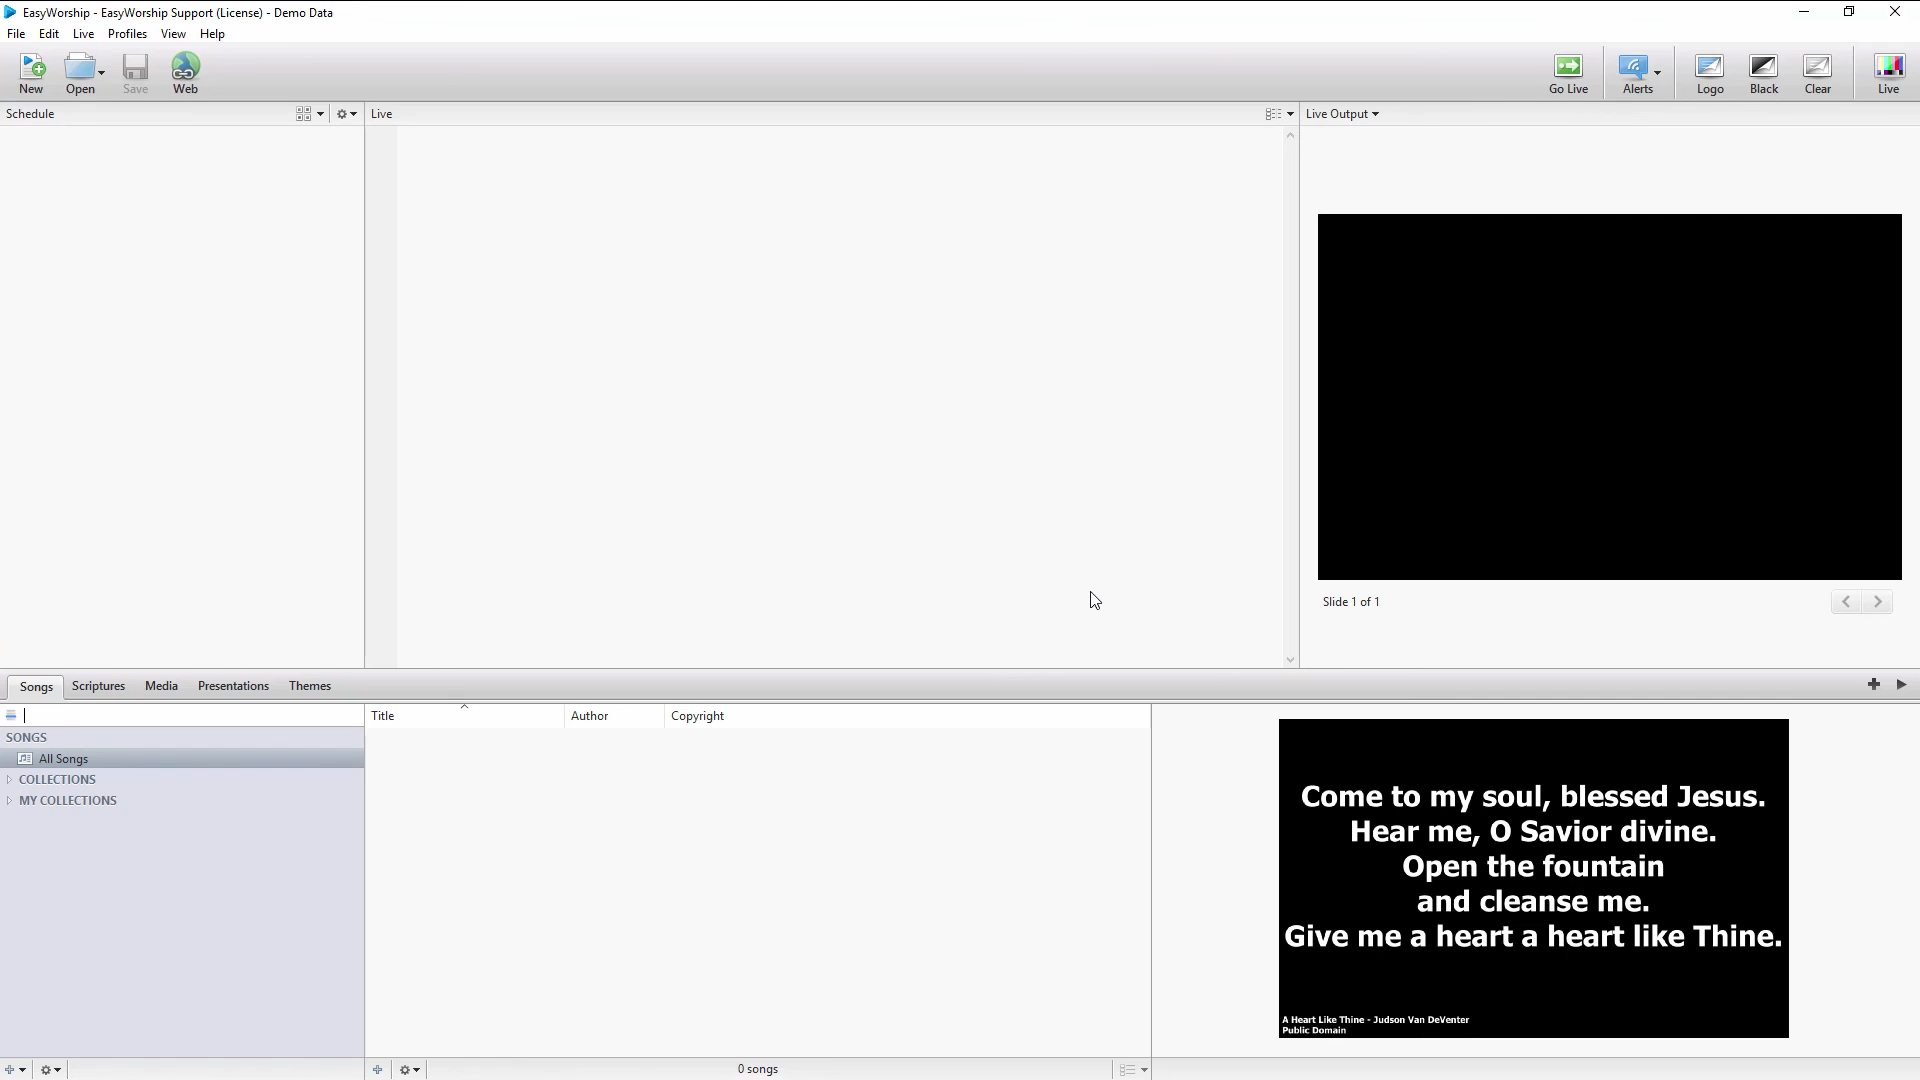 EasyWorship - EasyWorship Support (License) - Demo Data
File Edit Live Profiles View Help
New Open Save Web Go Live Alerts Logo Black Clear Live
Schedule Live Live Output
Slide 1 of 1
Songs Scriptures Media Presentations Themes
Title Author Copyright
SONGS
All Songs
COLLECTIONS
MY COLLECTIONS
Come to my soul, blessed Jesus.
Hear me, O Savior divine.
Open the fountain
and cleanse me.
Give me a heart a heart like Thine.
A Heart Like Thine - Judson Van DeVenter
Public Domain
0 songs